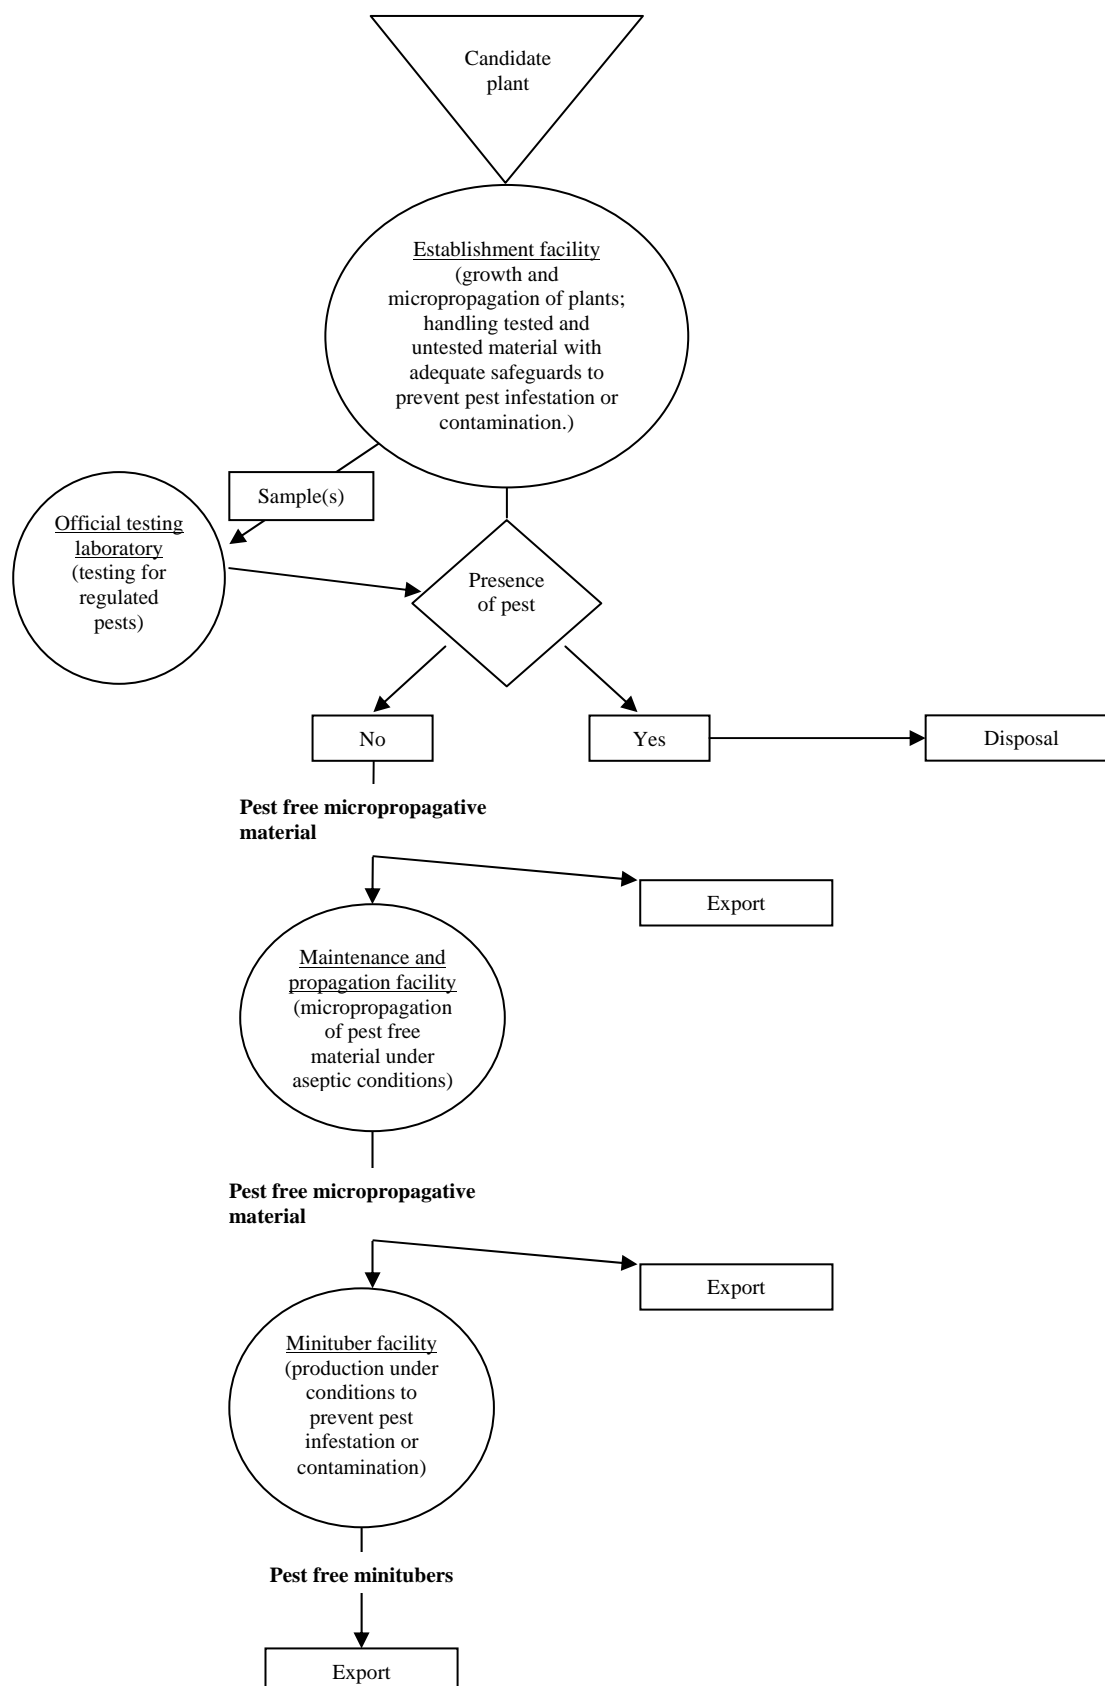 Candidate
plant
Establishment facility
(growth and
micropropagation of plants;
handling tested and
untested material with
adequate safeguards to
prevent pest infestation or
contamination.)
Sample(s)
Official testing
laboratory
(testing for
regulated
pests)
Presence
of pest
No
Yes
Disposal
Pest free micropropagative
material
Export
Maintenance and
propagation facility
(micropropagation
of pest free
material under
aseptic conditions)
Pest free micropropagative
material
Export
Minituber facility
(production under
conditions to
prevent pest
infestation or
contamination)
Pest free minitubers
Export